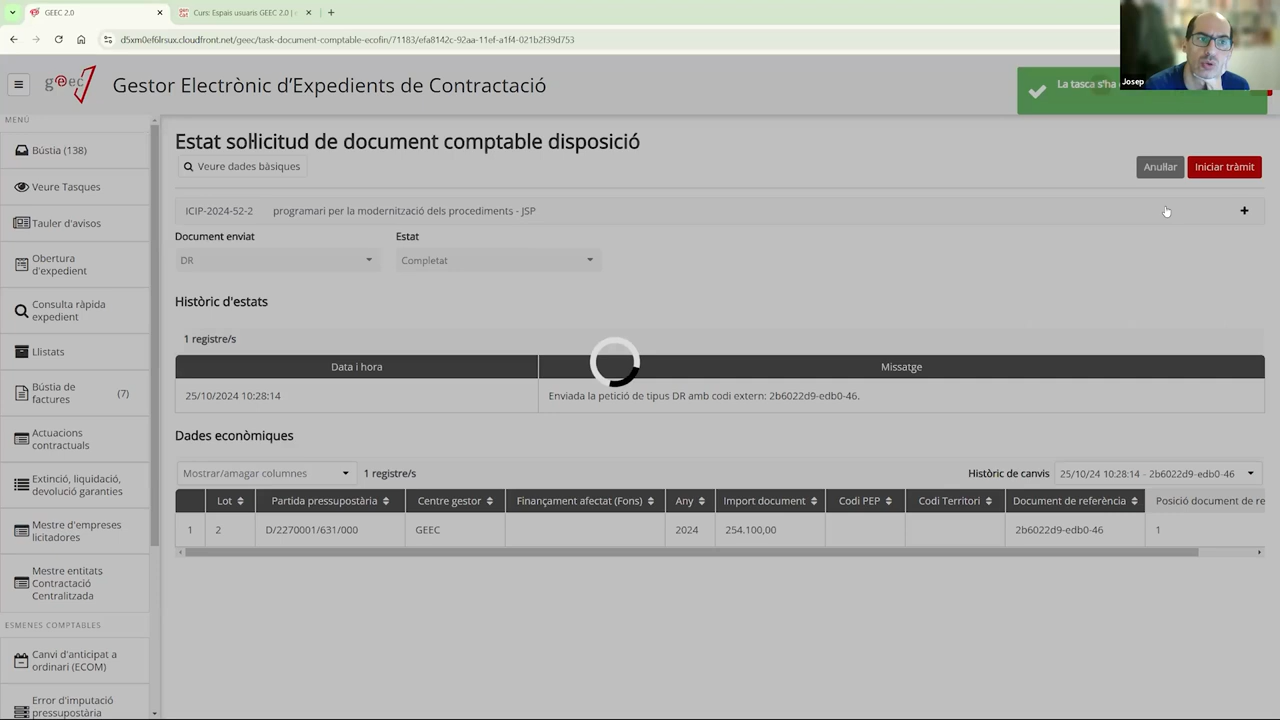 GEEC 2.0
Curs: Espais usuaris GEEC 2.0 | e
d5xm0ef6lrsux.cloudfront.net/geec/task-document-comptable-ecofin/71183/efa8142c-92aa-11ef-a1f4-021b2f39d753
Josep
geec
Gestor Electrònic d'Expedients de Contractació
La tasca s'ha
MENÚ
Bústia (138)
Veure Tasques
Tauler d'avisos
Obertura
d'expedient
Consulta ràpida
expedient
Llistats
Bústia de
factures
(7)
Actuacions
contractuals
Extinció, liquidació,
devolució garanties
Mestre d'empreses
licitadores
Mestre entitats
Contractació
Centralitzada
ESMENES COMPTABLES
Canvi d'anticipat a
ordinari (ECOM)
Error d'imputació
pressupostària
Estat sol·licitud de document comptable disposició
Veure dades bàsiques
Anul·lar
Iniciar tràmit
ICIP-2024-52-2 programari per la modernització dels procediments - JSP
Document enviat Estat
DR Completat
Històric d'estats
1 registre/s
Data i hora Missatge
25/10/2024 10:28:14 Enviada la petició de tipus DR amb codi extern: 2b6022d9-edb0-46.
Dades econòmiques
Mostrar/amagar columnes 1 registre/s Històric de canvis 25/10/24 10:28:14 - 2b6022d9-edb0-46
Lot Partida pressupostària Centre gestor Finançament afectat (Fons) Any Import document Codi PEP Codi Territori Document de referència Posició document de re
1 2 D/2270001/631/000 GEEC 2024 254.100,00 2b6022d9-edb0-46 1